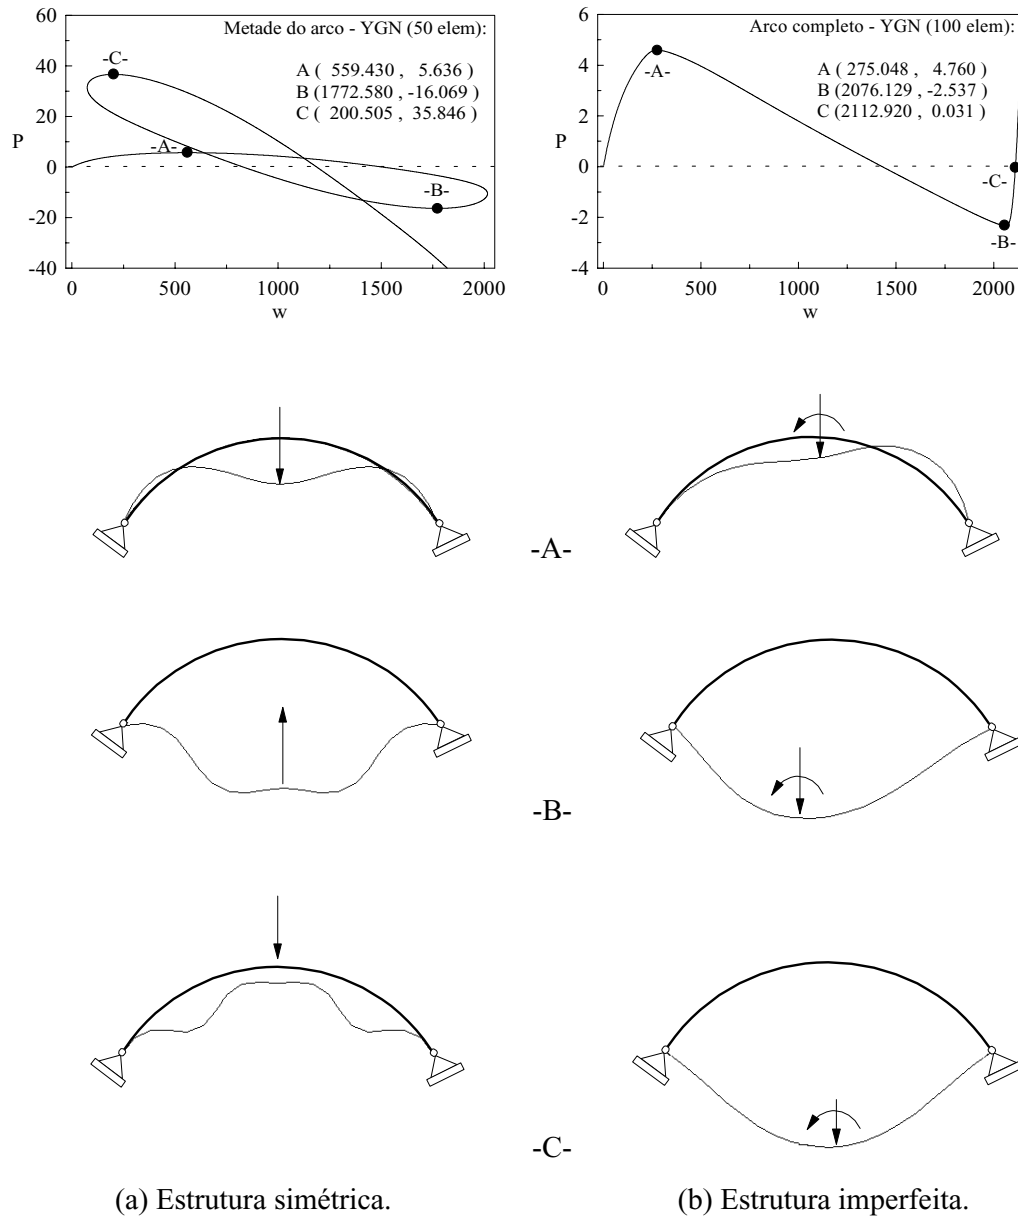 Metade do arco - YGN (50 elem):
A ( 559.430 , 5.636 )
B (1772.580 , -16.069 )
C ( 200.505 , 35.846 )
-C-
-A-
-B-
60
40
20
0
-20
-40
P
0 500 1000 1500 2000
w
Arco completo - YGN (100 elem):
A ( 275.048 , 4.760 )
B ( 2076.129 , -2.537 )
C ( 2112.920 , 0.031 )
-A-
-C-
-B-
6
4
2
0
-2
-4
P
0 500 1000 1500 2000
w
-A-
-B-
-C-
(a) Estrutura simétrica.
(b) Estrutura imperfeita.